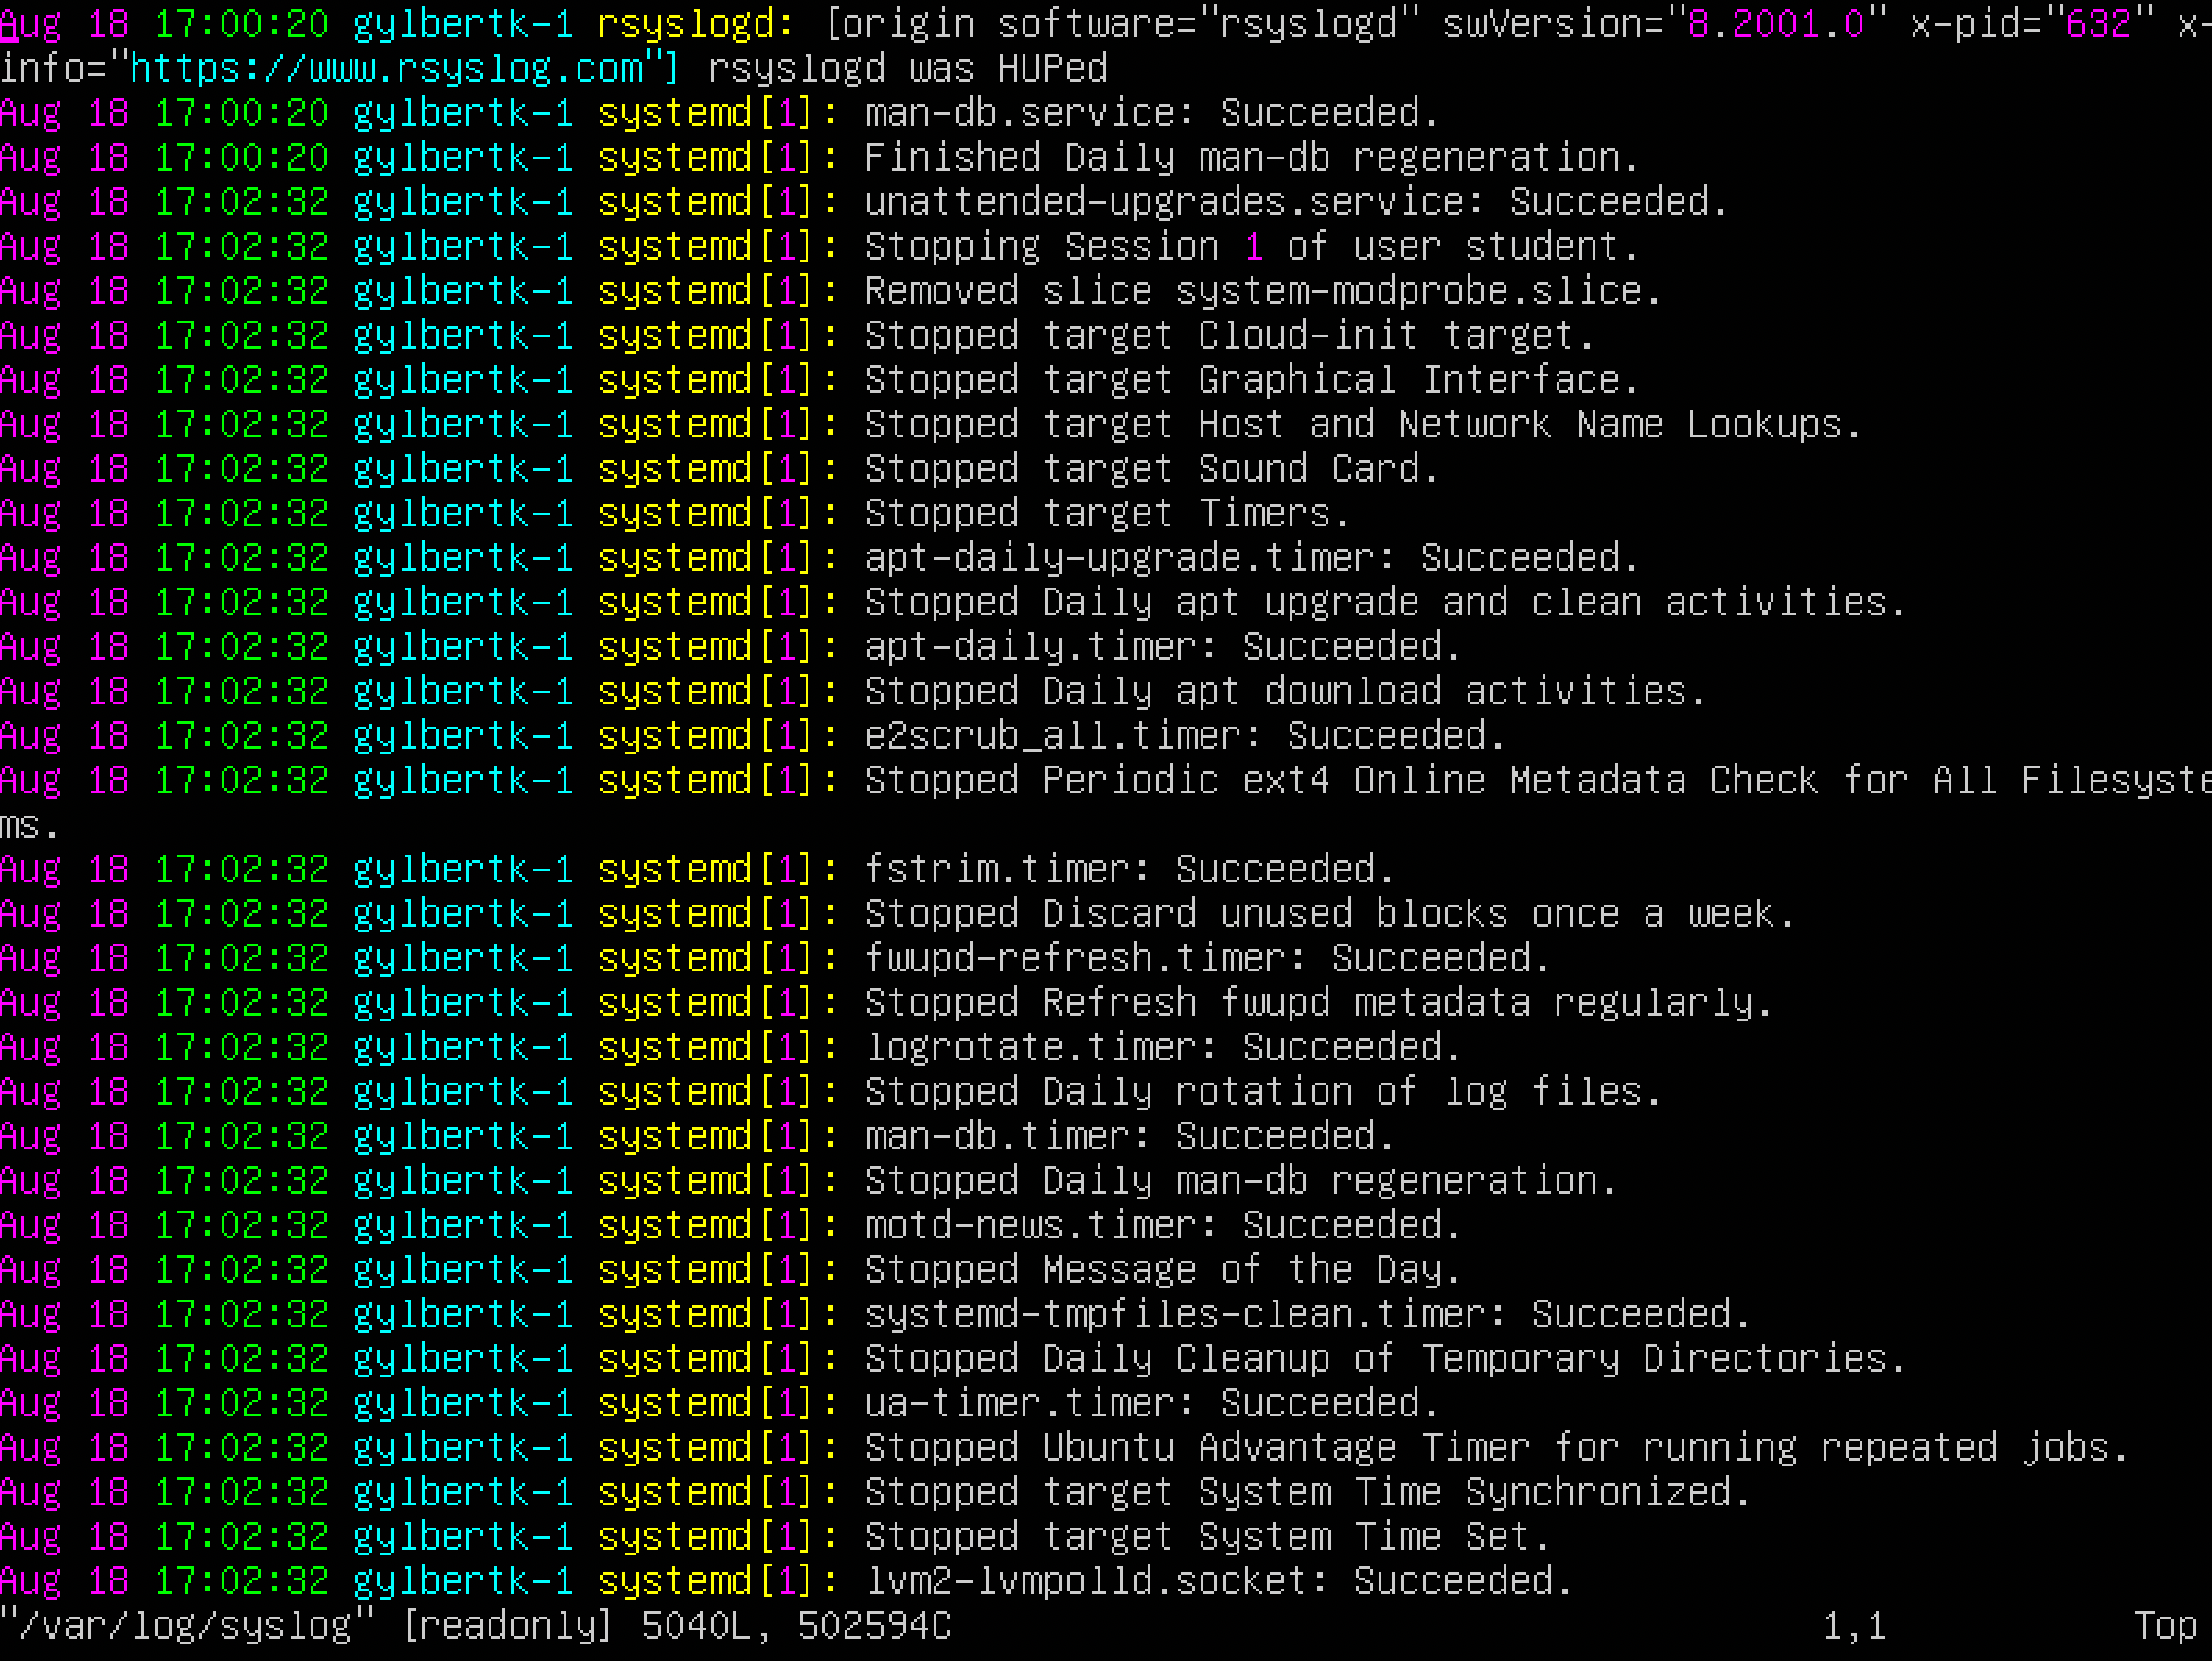 Aug 18 17:00:20 gylbertk-1 rsyslogd: [origin software="rsyslogd" swVersion="8.2001.0" x-pid="632" x-
info="https://www.rsyslog.com"] rsyslogd was HUPed
Aug 18 17:00:20 gylbertk-1 systemd[1]: man-db.service: Succeeded.
Aug 18 17:00:20 gylbertk-1 systemd[1]: Finished Daily man-db regeneration.
Aug 18 17:02:32 gylbertk-1 systemd[1]: unattended-upgrades.service: Succeeded.
Aug 18 17:02:32 gylbertk-1 systemd[1]: Stopping Session 1 of user student.
Aug 18 17:02:32 gylbertk-1 systemd[1]: Removed slice system-modprobe.slice.
Aug 18 17:02:32 gylbertk-1 systemd[1]: Stopped target Cloud-init target.
Aug 18 17:02:32 gylbertk-1 systemd[1]: Stopped target Graphical Interface.
Aug 18 17:02:32 gylbertk-1 systemd[1]: Stopped target Host and Network Name Lookups.
Aug 18 17:02:32 gylbertk-1 systemd[1]: Stopped target Sound Card.
Aug 18 17:02:32 gylbertk-1 systemd[1]: Stopped target Timers.
Aug 18 17:02:32 gylbertk-1 systemd[1]: apt-daily-upgrade.timer: Succeeded.
Aug 18 17:02:32 gylbertk-1 systemd[1]: Stopped Daily apt upgrade and clean activities.
Aug 18 17:02:32 gylbertk-1 systemd[1]: apt-daily.timer: Succeeded.
Aug 18 17:02:32 gylbertk-1 systemd[1]: Stopped Daily apt download activities.
Aug 18 17:02:32 gylbertk-1 systemd[1]: e2scrub_all.timer: Succeeded.
Aug 18 17:02:32 gylbertk-1 systemd[1]: Stopped Periodic ext4 Online Metadata Check for All Filesyste
ms.
Aug 18 17:02:32 gylbertk-1 systemd[1]: fstrim.timer: Succeeded.
Aug 18 17:02:32 gylbertk-1 systemd[1]: Stopped Discard unused blocks once a week.
Aug 18 17:02:32 gylbertk-1 systemd[1]: fwupd-refresh.timer: Succeeded.
Aug 18 17:02:32 gylbertk-1 systemd[1]: Stopped Refresh fwupd metadata regularly.
Aug 18 17:02:32 gylbertk-1 systemd[1]: logrotate.timer: Succeeded.
Aug 18 17:02:32 gylbertk-1 systemd[1]: Stopped Daily rotation of log files.
Aug 18 17:02:32 gylbertk-1 systemd[1]: man-db.timer: Succeeded.
Aug 18 17:02:32 gylbertk-1 systemd[1]: Stopped Daily man-db regeneration.
Aug 18 17:02:32 gylbertk-1 systemd[1]: motd-news.timer: Succeeded.
Aug 18 17:02:32 gylbertk-1 systemd[1]: Stopped Message of the Day.
Aug 18 17:02:32 gylbertk-1 systemd[1]: systemd-tmpfiles-clean.timer: Succeeded.
Aug 18 17:02:32 gylbertk-1 systemd[1]: Stopped Daily Cleanup of Temporary Directories.
Aug 18 17:02:32 gylbertk-1 systemd[1]: ua-timer.timer: Succeeded.
Aug 18 17:02:32 gylbertk-1 systemd[1]: Stopped Ubuntu Advantage Timer for running repeated jobs.
Aug 18 17:02:32 gylbertk-1 systemd[1]: Stopped target System Time Synchronized.
Aug 18 17:02:32 gylbertk-1 systemd[1]: Stopped target System Time Set.
Aug 18 17:02:32 gylbertk-1 systemd[1]: lvm2-lvmpolld.socket: Succeeded.
"/var/log/syslog" [readonly] 5040L, 502594C 1,1 Top